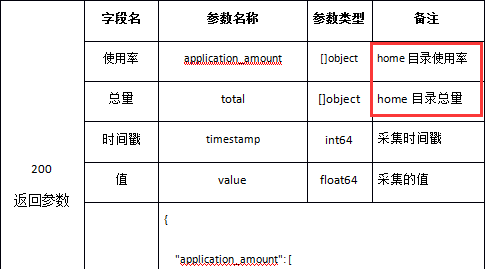 字段名 参数名称 参数类型 备注
使用率 application_amount []object home 目录使用率
总量 total []object home 目录总量
时间戳 timestamp int64 采集时间戳
200
返回参数
值 value float64 采集的值
{
"application_amount": [